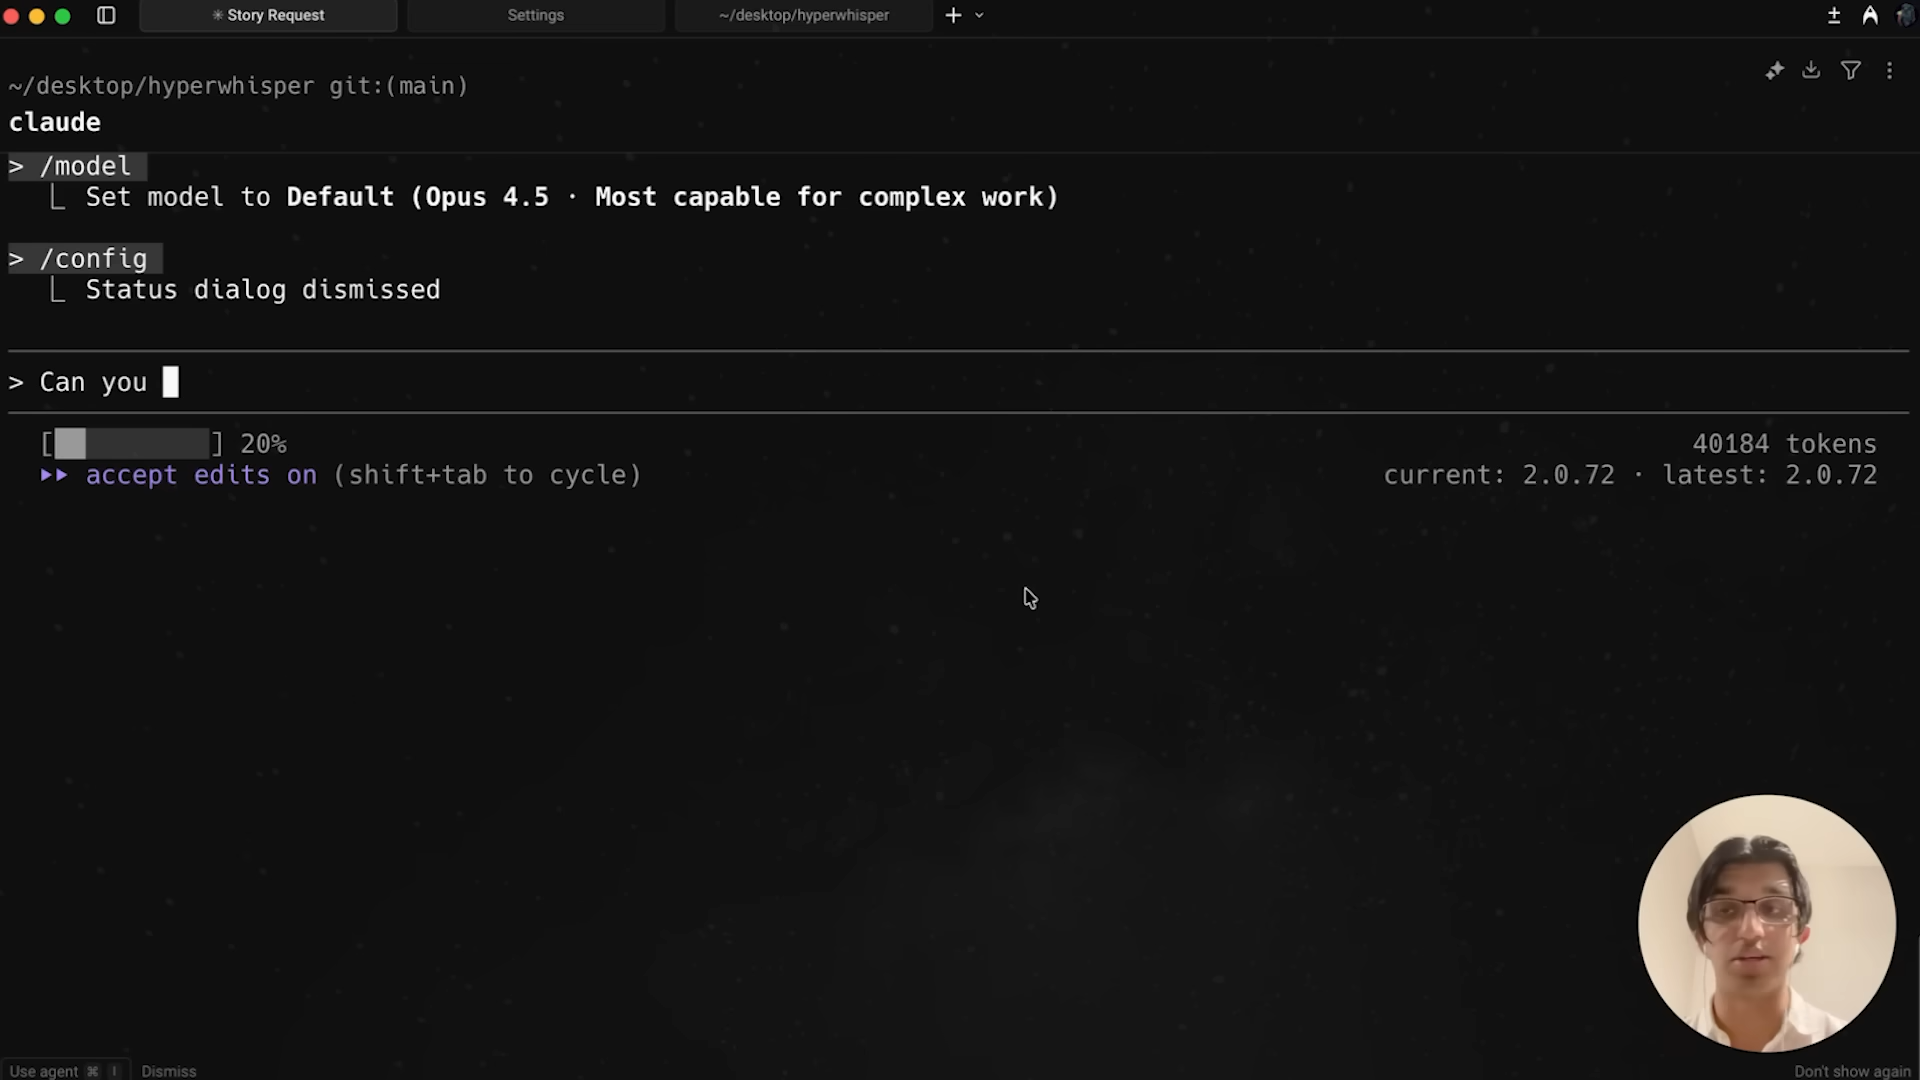 ✳ Story Request
Settings
~/desktop/hyperwhisper
~/desktop/hyperwhisper git:(main)
claude
> /model
⎿ Set model to Default (Opus 4.5 · Most capable for complex work)
> /config
⎿ Status dialog dismissed
> Can you
[ ] 20%
40184 tokens
⏵⏵ accept edits on (shift+tab to cycle)
current: 2.0.72 · latest: 2.0.72
Use agent ⌘ I
Dismiss
Don't show again